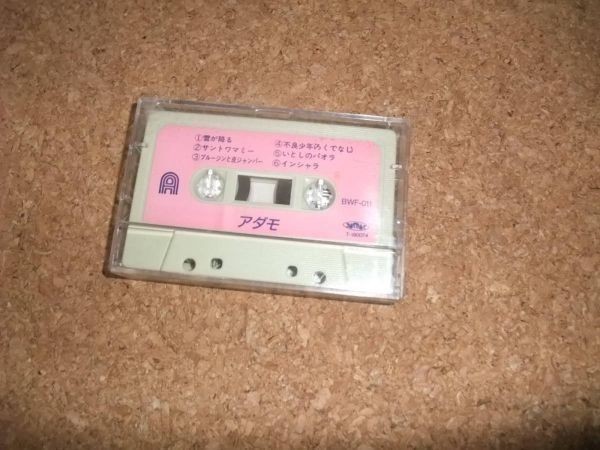 ①雪が降る
②サントワマミー
③ブルージンと皮ジャンパー
④不良少年(ろくでなし)
⑤いとしのパオラ
⑥インシャラ
A
BWF-011
アダモ